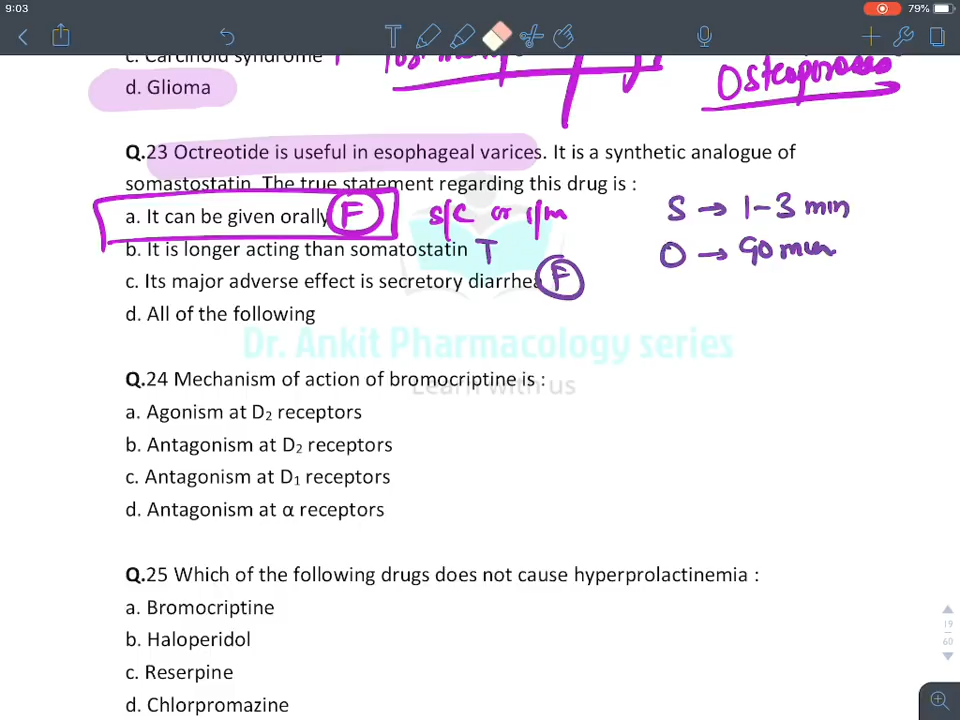 9:03
79%
c. Carcinoid syndrome
d. Glioma
Osteoporosis
Q.23 Octreotide is useful in esophageal varices. It is a synthetic analogue of
somastostatin. The true statement regarding this drug is :
a. It can be given orally F s/c or i/m
S → 1-3 min
b. It is longer acting than somatostatin T
O → 90 min
c. Its major adverse effect is secretory diarrhea F
d. All of the following
Dr. Ankit Pharmacology series
Learn with us
Q.24 Mechanism of action of bromocriptine is :
a. Agonism at D₂ receptors
b. Antagonism at D₂ receptors
c. Antagonism at D₁ receptors
d. Antagonism at α receptors
Q.25 Which of the following drugs does not cause hyperprolactinemia :
a. Bromocriptine
b. Haloperidol
c. Reserpine
d. Chlorpromazine
19
60